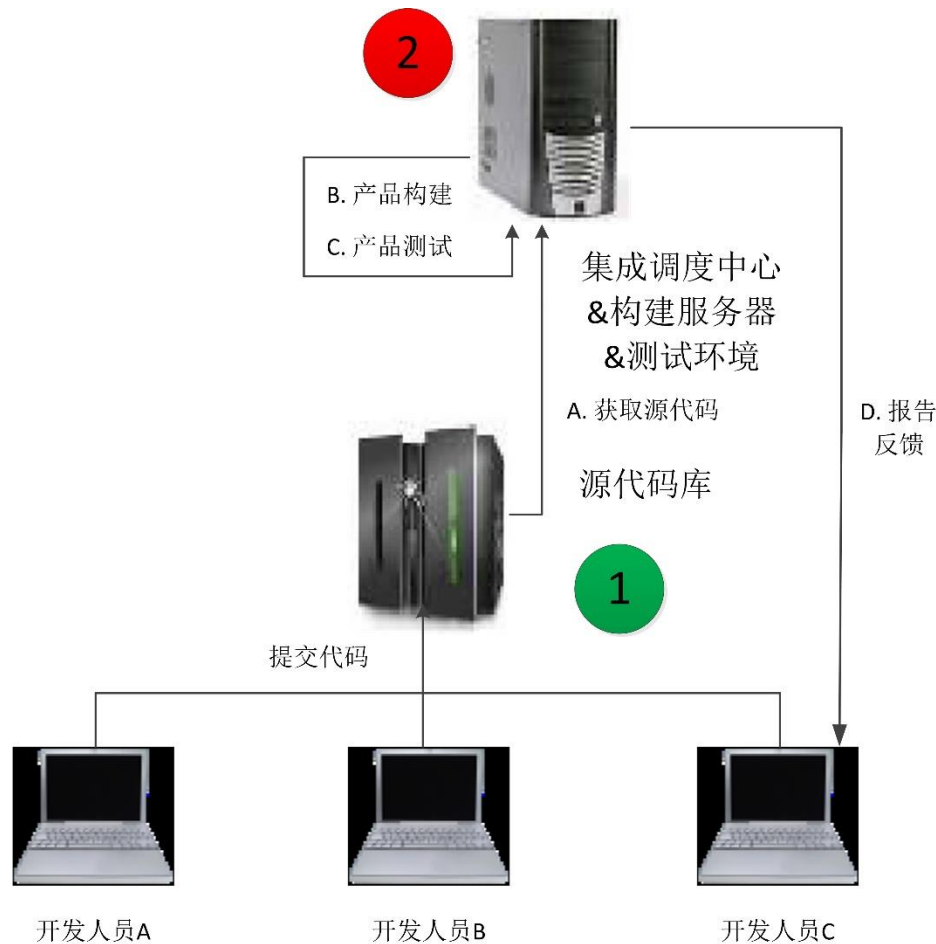 2
B. 产品构建
C. 产品测试
集成调度中心
&构建服务器
&测试环境
A. 获取源代码
D. 报告
反馈
源代码库
1
提交代码
开发人员A
开发人员B
开发人员C